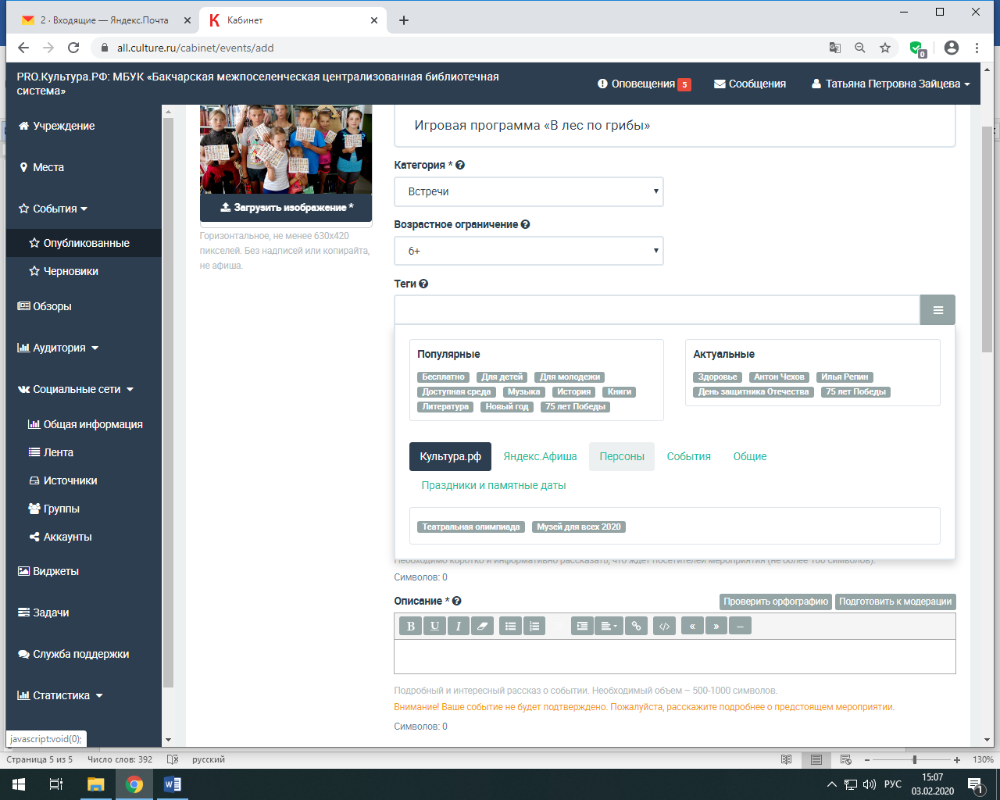 2 · Входящие — Яндекс.Почта
Кабинет
all.culture.ru/cabinet/events/add
0
PRO.Культура.РФ: МБУК «Бакчарская межпоселенческая централизованная библиотечная
система»
Оповещения 5
Сообщения
Татьяна Петровна Зайцева
Учреждение
Места
События
Опубликованные
Черновики
Обзоры
Аудитория
Социальные сети
Общая информация
Лента
Источники
Группы
Аккаунты
Виджеты
Задачи
Служба поддержки
Статистика
javascript:void(0);
Загрузить изображение *
Горизонтальное, не менее 630x420
пикселей. Без надписей или копирайта,
не афиша.
Игровая программа «В лес по грибы»
Категория *
Встречи
Возрастное ограничение
6+
Теги
Популярные
Бесплатно Для детей Для молодежи
Доступная среда Музыка История Книги
Литература Новый год 75 лет Победы
Актуальные
Здоровье Антон Чехов Илья Репин
День защитника Отечества 75 лет Победы
Культура.рф Яндекс.Афиша Персоны События Общие
Праздники и памятные даты
Театральная олимпиада Музей для всех 2020
Необходимо коротко и информативно рассказать, что ждет посетителей мероприятия (не более 160 символов).
Символов: 0
Описание *
Проверить орфографию Подготовить к модерации
B U I </> « » —
Подробный и интересный рассказ о событии. Необходимый объем – 500-1000 символов.
Внимание! Ваше событие не будет подтверждено. Пожалуйста, расскажите подробнее о предстоящем мероприятии.
Символов: 0
Страница 5 из 5 Число слов: 392 русский 130%
РУС
15:07
03.02.2020
1